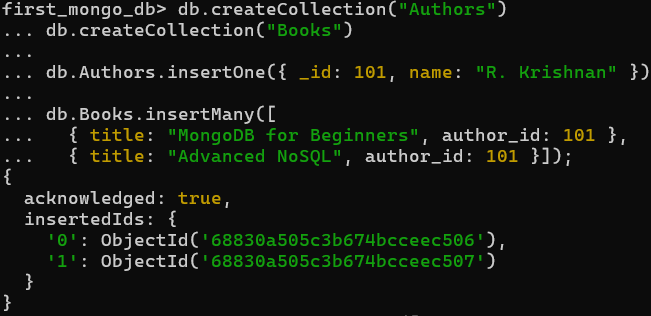 first_mongo_db> db.createCollection("Authors")
... db.createCollection("Books")
...
... db.Authors.insertOne({ _id: 101, name: "R. Krishnan" })
...
... db.Books.insertMany([
...   { title: "MongoDB for Beginners", author_id: 101 },
...   { title: "Advanced NoSQL", author_id: 101 }]);
{
  acknowledged: true,
  insertedIds: {
    '0': ObjectId('68830a505c3b674bcceec506'),
    '1': ObjectId('68830a505c3b674bcceec507')
  }
}